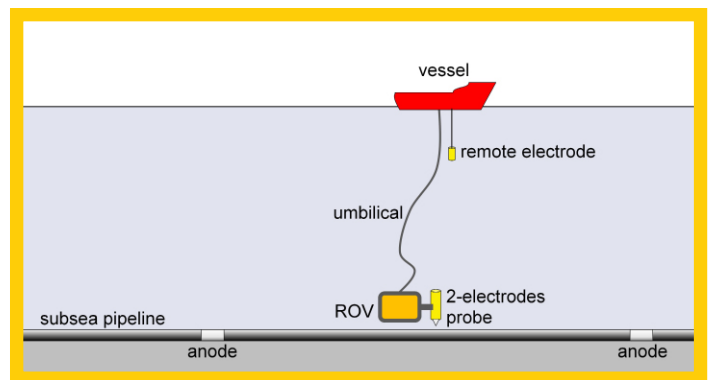 vessel
remote electrode
umbilical
2-electrodes
probe
ROV
subsea pipeline
anode
anode